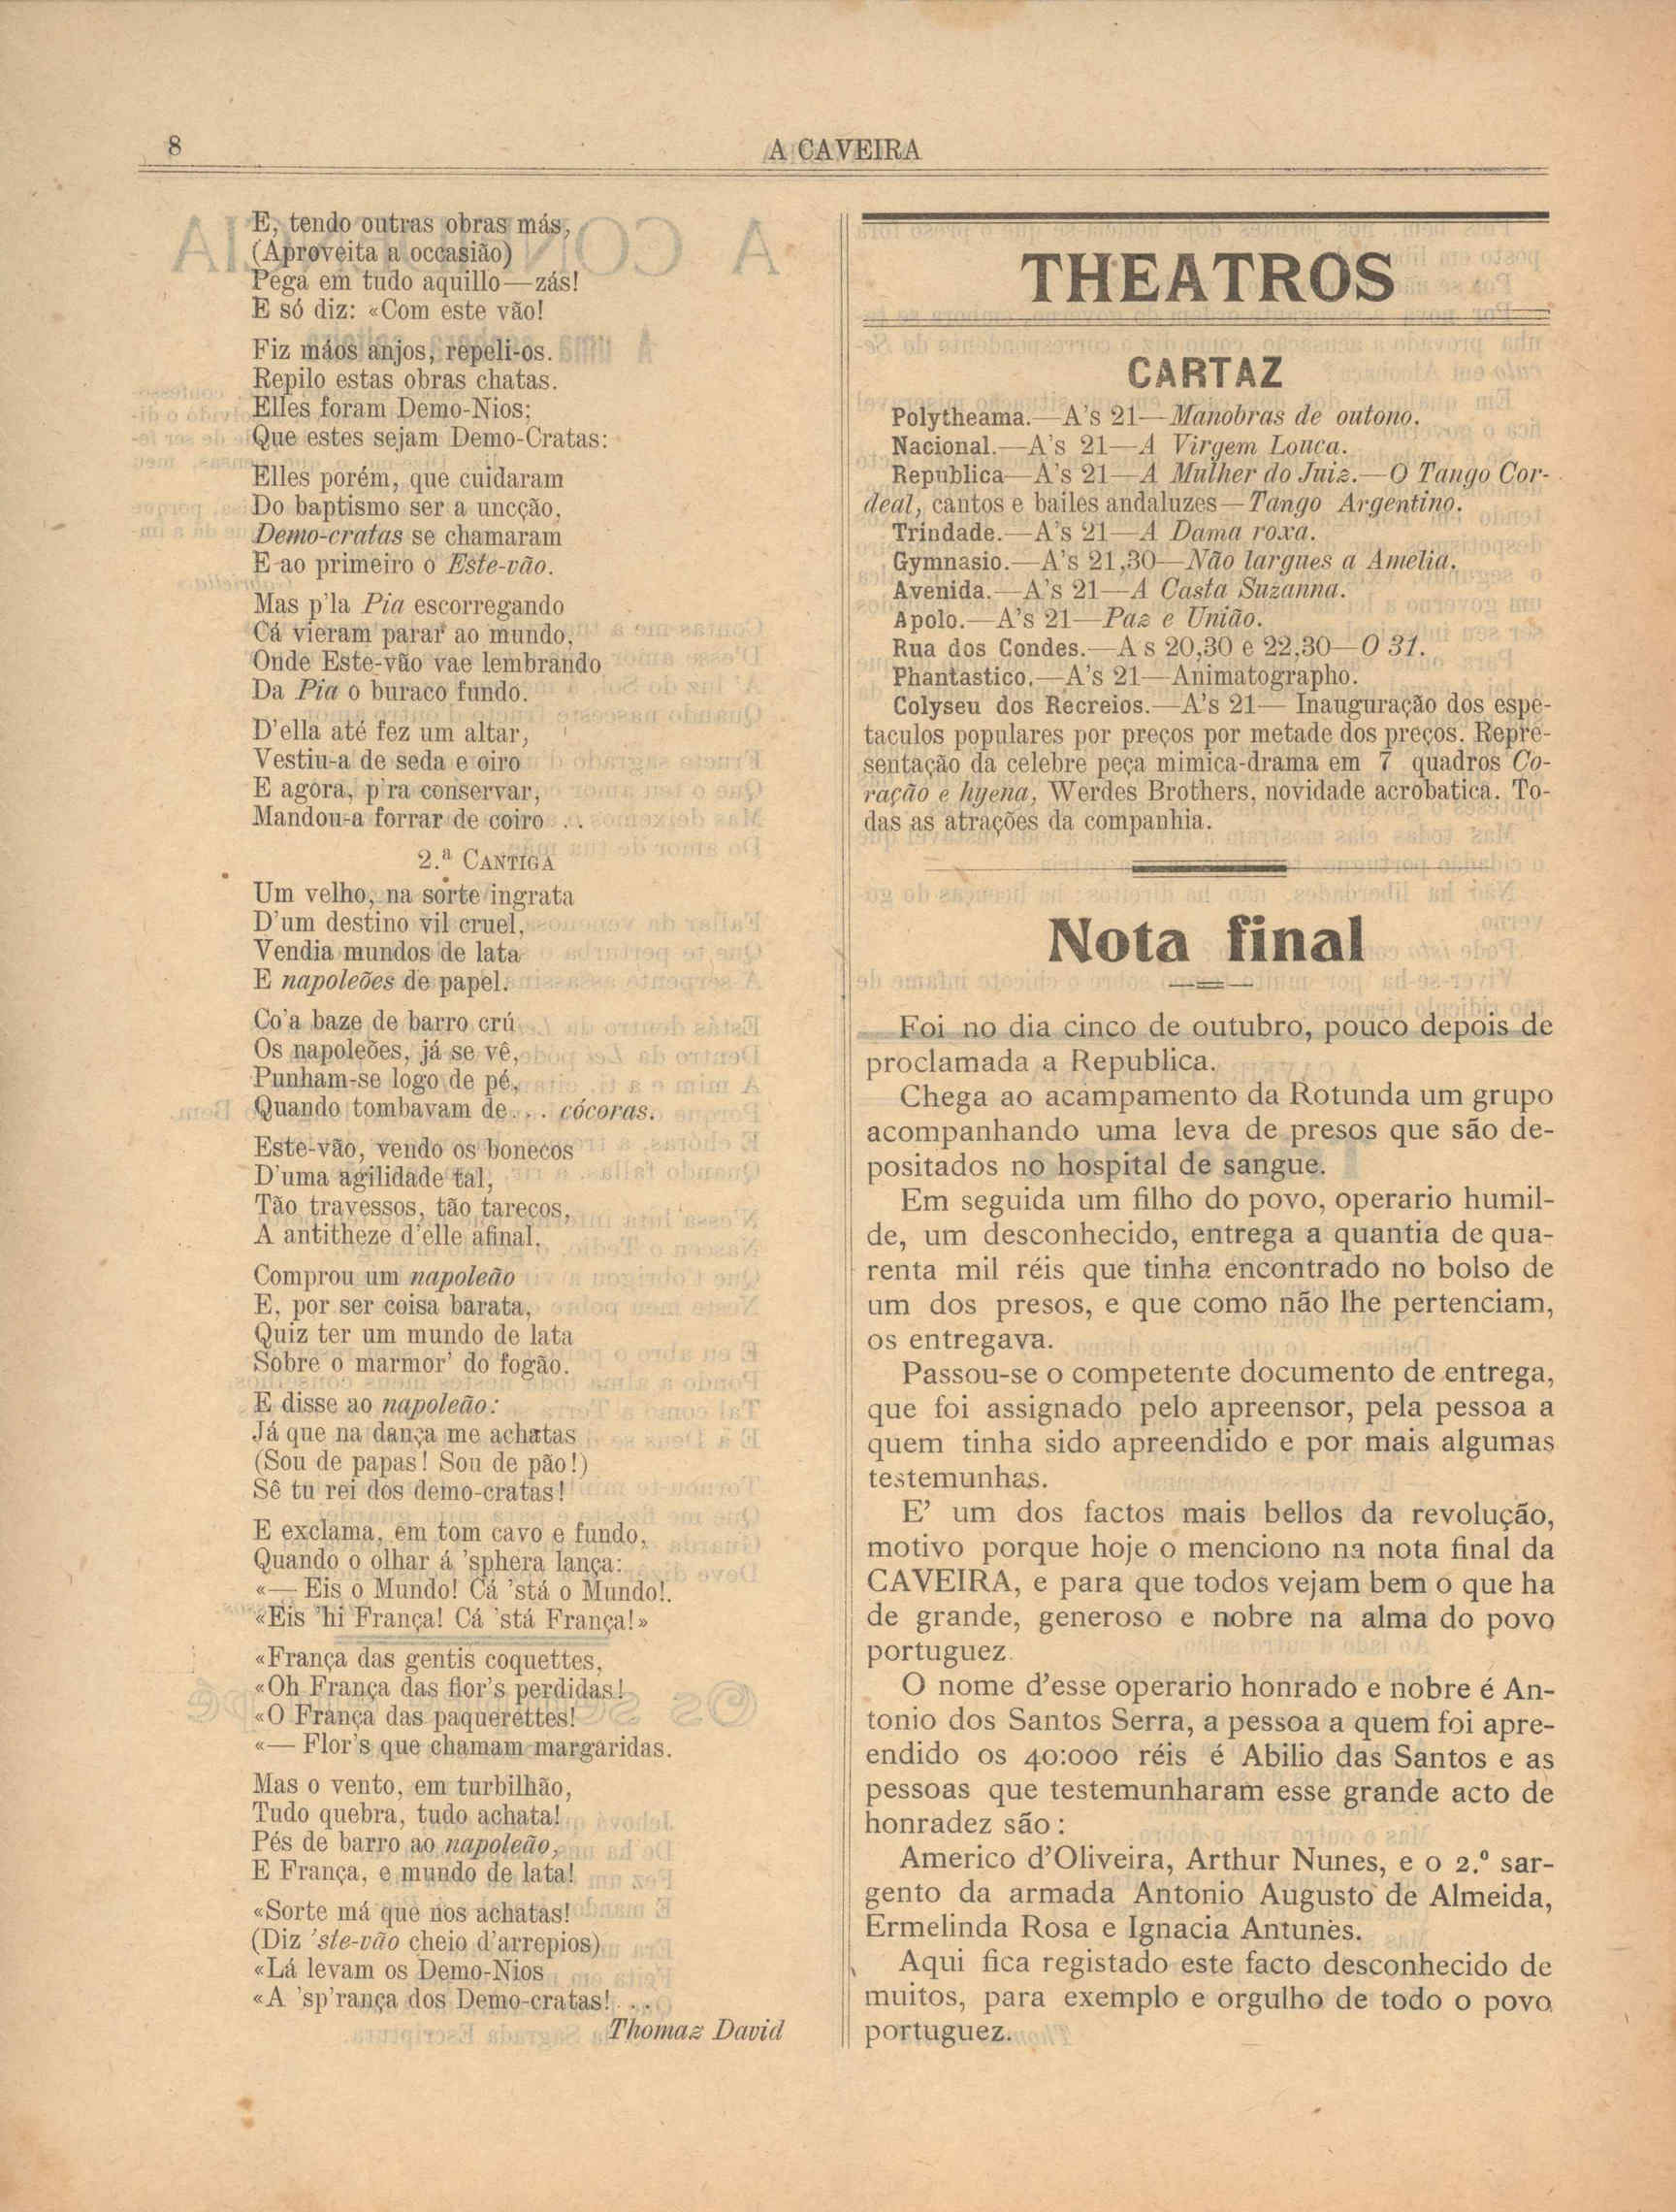 8
A CAVEIRA
E, tendo outras obras más,
(Aproveita a occasião)
Pega em tudo aquillo—zás!
E só diz: «Com este vão!
Fiz máos anjos, repeli-os.
Repilo estas obras chatas.
Elles foram Demo-Nios;
Que estes sejam Demo-Cratas:
Elles porém, que cuidaram
Do baptismo ser a uncção,
Demo-cratas se chamaram
E ao primeiro o Este-vão.
Mas p'la Pia escorregando
Cá vieram parar ao mundo,
Onde Este-vão vae lembrando
Da Pia o buraco fundo.
D'ella até fez um altar,
Vestiu-a de seda e oiro
E agora, p'ra conservar,
Mandou-a forrar de coiro . .
2.ª CANTIGA
Um velho, na sorte ingrata
D'um destino vil cruel,
Vendia mundos de lata
E napoleões de papel.
Co'a baze de barro crú
Os napoleões, já se vê,
Punham-se logo de pé,
Quando tombavam de... cócoras.
Este-vão, vendo os bonecos
D'uma agilidade tal,
Tão travessos, tão tarecos,
A antitheze d'elle afinal,
Comprou um napoleão
E, por ser coisa barata,
Quiz ter um mundo de lata
Sobre o marmor' do fogão.
E disse ao napoleão:
Já que na dança me achatas
(Sou de papas! Sou de pão!)
Sê tu rei dos demo-cratas!
E exclama, em tom cavo e fundo,
Quando o olhar á 'sphera lança:
«— Eis o Mundo! Cá 'stá o Mundo!.
«Eis 'hi França! Cá 'stá França!»
«França das gentis coquettes,
«Oh França das flor's perdidas!
«O França das paquerettes!
«— Flor's que chamam margaridas.
Mas o vento, em turbilhão,
Tudo quebra, tudo achata!
Pés de barro ao napoleão,
E França, e mundo de lata!
«Sorte má que nos achatas!
(Diz 'ste-vão cheio d'arrepios)
«Lá levam os Demo-Nios
«A 'sp'rança dos Demo-cratas! . . .
Thomaz David
THEATROS
CARTAZ
Polytheama.—A's 21—Manobras de outono.
Nacional.—A's 21—A Virgem Louca.
Republica—A's 21—A Mulher do Juiz.—O Tango Cor-
deal, cantos e bailes andaluzes—Tango Argentino.
Trindade.—A's 21—A Dama roxa.
Gymnasio.—A's 21,30—Não largues a Amelia.
Avenida.—A's 21—A Casta Suzanna.
Apolo.—A's 21—Paz e União.
Rua dos Condes.—A s 20,30 e 22,30—O 31.
Phantastico.—A's 21—Animatographo.
Colyseu dos Recreios.—A's 21— Inauguração dos espe-
taculos populares por preços por metade dos preços. Repre-
sentação da celebre peça mimica-drama em 7 quadros Co-
ração e hyena, Werdes Brothers, novidade acrobatica. To-
das as atrações da companhia.
Nota final
Foi no dia cinco de outubro, pouco depois de
proclamada a Republica.
Chega ao acampamento da Rotunda um grupo
acompanhando uma leva de presos que são de-
positados no hospital de sangue.
Em seguida um filho do povo, operario humil-
de, um desconhecido, entrega a quantia de qua-
renta mil réis que tinha encontrado no bolso de
um dos presos, e que como não lhe pertenciam,
os entregava.
Passou-se o competente documento de entrega,
que foi assignado pelo apreensor, pela pessoa a
quem tinha sido apreendido e por mais algumas
testemunhas.
E' um dos factos mais bellos da revolução,
motivo porque hoje o menciono na nota final da
CAVEIRA, e para que todos vejam bem o que ha
de grande, generoso e nobre na alma do povo
portuguez.
O nome d'esse operario honrado e nobre é An-
tonio dos Santos Serra, a pessoa a quem foi apre-
endido os 40:000 réis é Abilio das Santos e as
pessoas que testemunharam esse grande acto de
honradez são:
Americo d'Oliveira, Arthur Nunes, e o 2.º sar-
gento da armada Antonio Augusto de Almeida,
Ermelinda Rosa e Ignacia Antunes.
Aqui fica registado este facto desconhecido de
muitos, para exemplo e orgulho de todo o povo
portuguez.